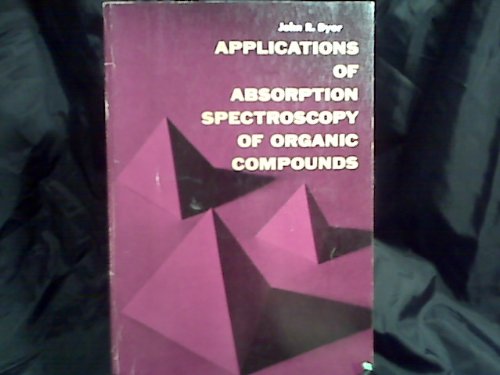 John R. Dyer
APPLICATIONS
OF
ABSORPTION
SPECTROSCOPY
OF ORGANIC
COMPOUNDS